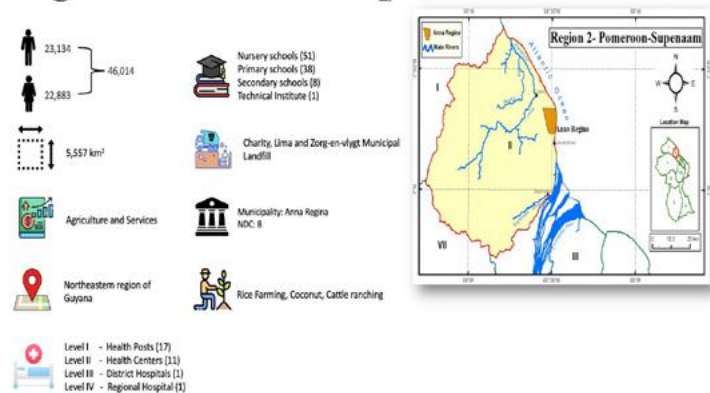 23,134
46,014
22,883
5,557 km²
Agriculture and Services
Northeastern region of
Guyana
Level I - Health Posts (17)
Level II - Health Centers (11)
Level III - District Hospitals (1)
Level IV - Regional Hospital (1)
Nursery schools (51)
Primary schools (38)
Secondary schools (8)
Technical Institute (1)
Charity, Lima and Zorg-en-vlygt Municipal
Landfill
Municipality: Anna Regina
NDC: 8
Rice Farming, Coconut, Cattle ranching
Region 2- Pomeroon-Supenaam
Anna Regina
Main Rivers
Atlantic Ocean
N
W
E
S
Location Map
I
II
Anna Regina
VII
III